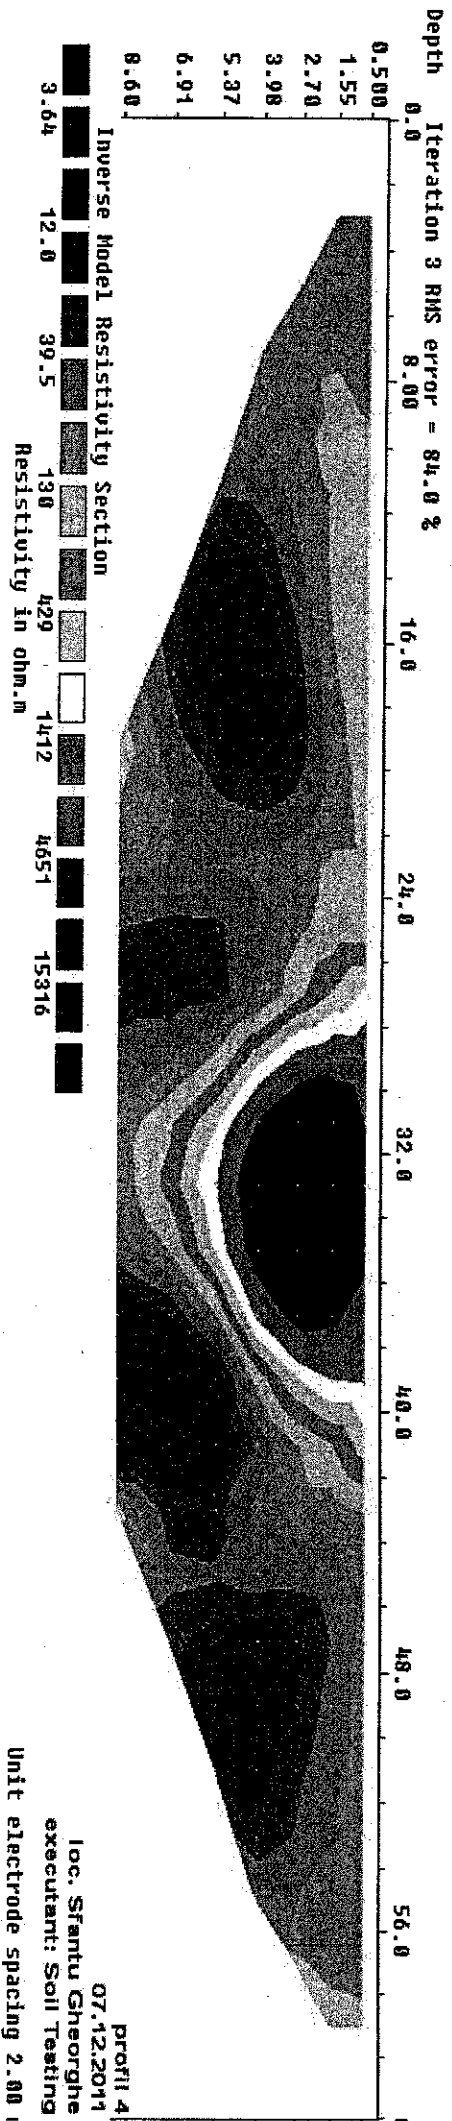 Depth Iteration 3 RMS error = 84.0 %
0.0 8.00 16.0 24.0 32.0 40.0 48.0 56.0
0.500
1.55
2.70
3.98
5.37
6.91
8.60
Inverse Model Resistivity Section
3.64 12.0 39.5 130 429 1412 4651 15316
Resistivity in ohm.m
profil 4
07.12.2011
loc. Sfantu Gheorghe
executant: Soil Testing
Unit electrode spacing 2.00